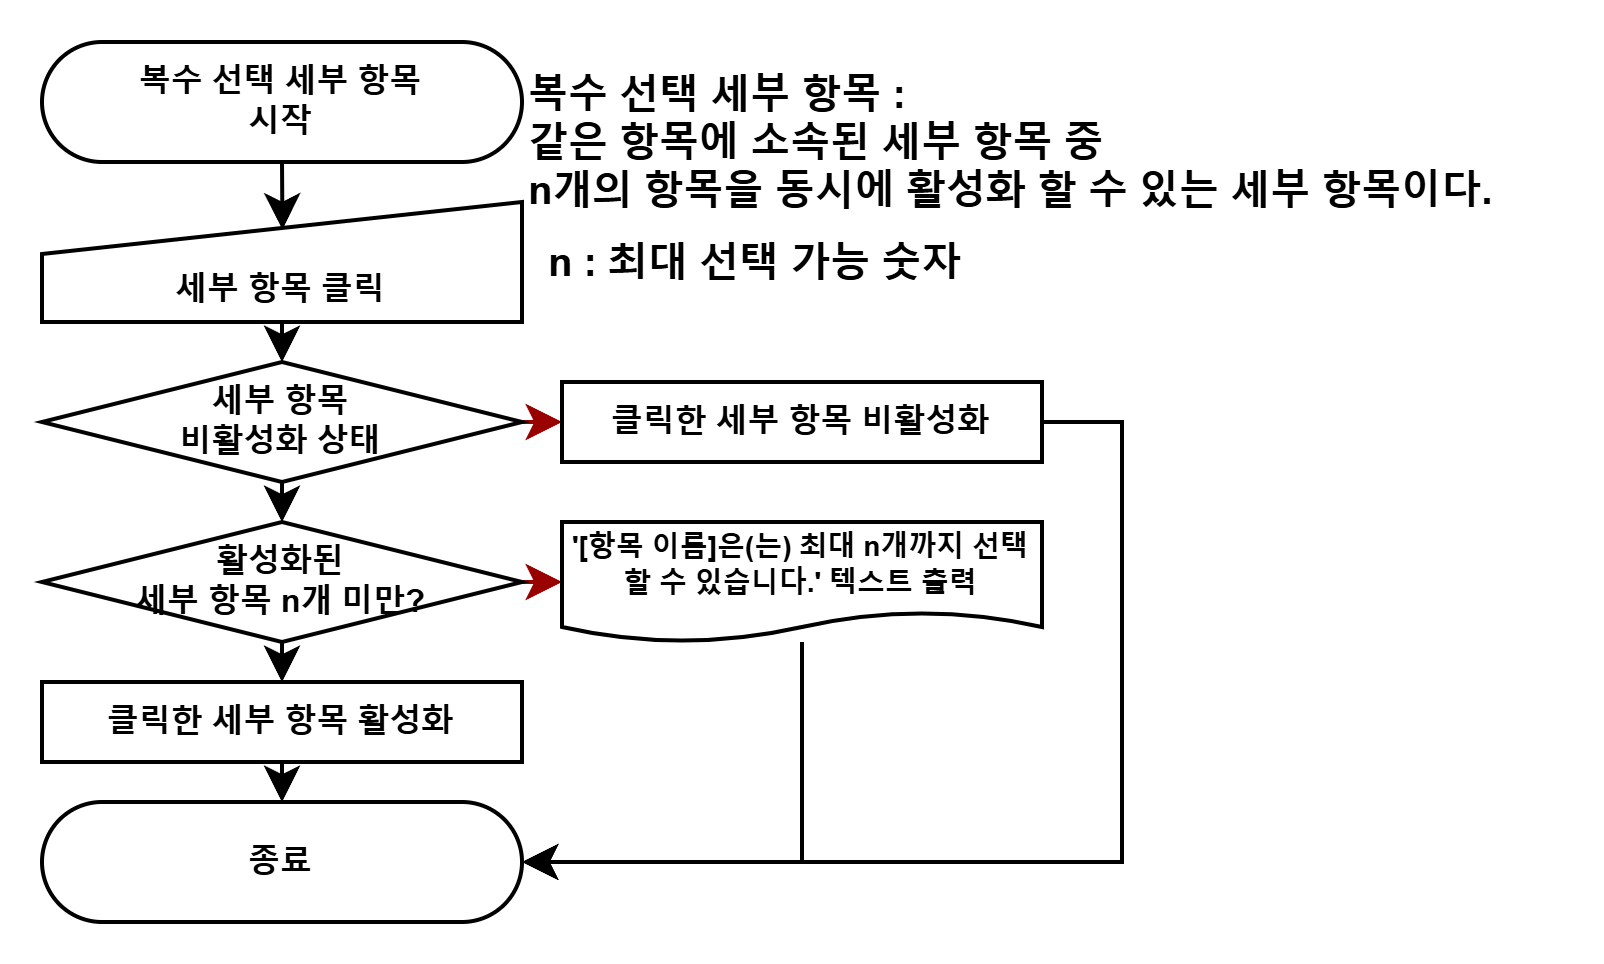 복수 선택 세부 항목
시작
복수 선택 세부 항목 :
같은 항목에 소속된 세부 항목 중
n개의 항목을 동시에 활성화 할 수 있는 세부 항목이다.
n : 최대 선택 가능 숫자
세부 항목 클릭
세부 항목
비활성화 상태
클릭한 세부 항목 비활성화
활성화된
세부 항목 n개 미만?
'[항목 이름]은(는) 최대 n개까지 선택
할 수 있습니다.' 텍스트 출력
클릭한 세부 항목 활성화
종료